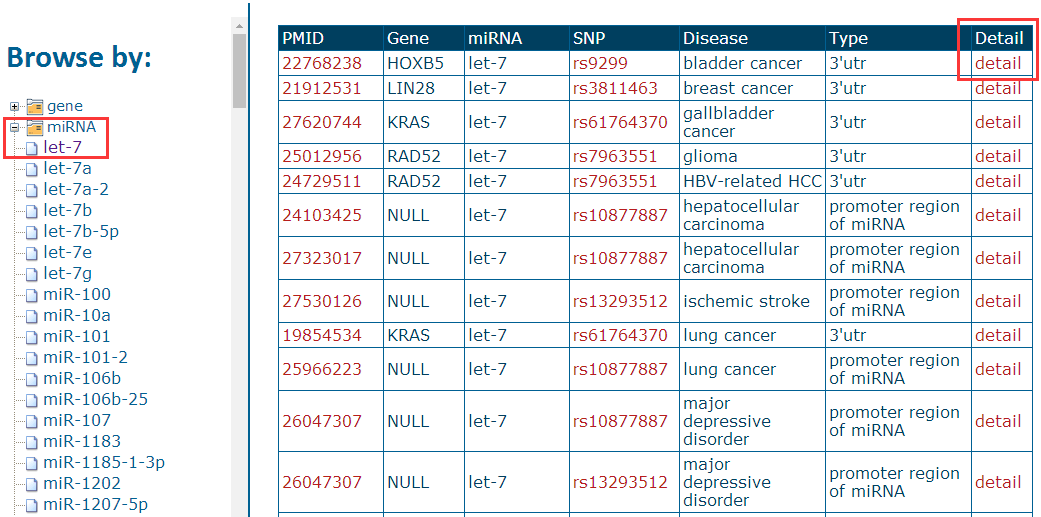 Browse by:
gene
miRNA
let-7
let-7a
let-7a-2
let-7b
let-7b-5p
let-7e
let-7g
miR-100
miR-10a
miR-101
miR-101-2
miR-106b
miR-106b-25
miR-107
miR-1183
miR-1185-1-3p
miR-1202
miR-1207-5p
PMID Gene miRNA SNP Disease Type Detail
22768238 HOXB5 let-7 rs9299 bladder cancer 3'utr detail
21912531 LIN28 let-7 rs3811463 breast cancer 3'utr detail
27620744 KRAS let-7 rs61764370 gallbladder
cancer 3'utr detail
25012956 RAD52 let-7 rs7963551 glioma 3'utr detail
24729511 RAD52 let-7 rs7963551 HBV-related HCC 3'utr detail
24103425 NULL let-7 rs10877887 hepatocellular
carcinoma promoter region
of miRNA detail
27323017 NULL let-7 rs10877887 hepatocellular
carcinoma promoter region
of miRNA detail
27530126 NULL let-7 rs13293512 ischemic stroke promoter region
of miRNA detail
19854534 KRAS let-7 rs61764370 lung cancer 3'utr detail
25966223 NULL let-7 rs10877887 lung cancer promoter region
of miRNA detail
26047307 NULL let-7 rs10877887 major
depressive
disorder promoter region
of miRNA detail
26047307 NULL let-7 rs13293512 major
depressive
disorder promoter region
of miRNA detail